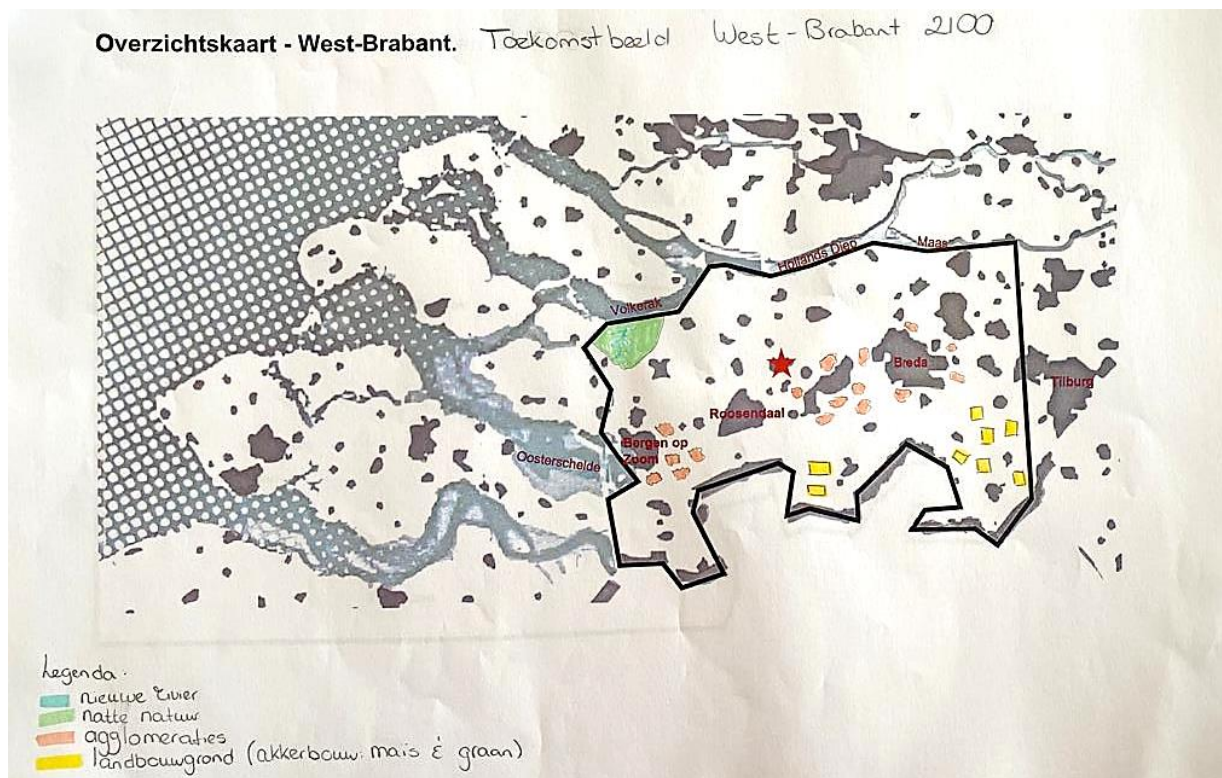 Overzichtskaart - West-Brabant. Toekomstbeeld West-Brabant 2100
Hollands Diep
Maas
Volkerak
Breda
Tilburg
Roosendaal
Bergen op
Zoom
Oosterschelde
Legenda:
nieuwe rivier
natte natuur
agglomeraties
landbouwgrond (akkerbouw: mais & graan)